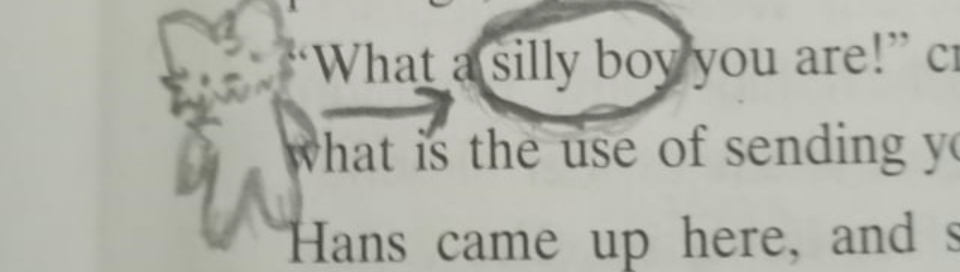 "What a silly boy you are!"
what is the use of sending
Hans came up here, and